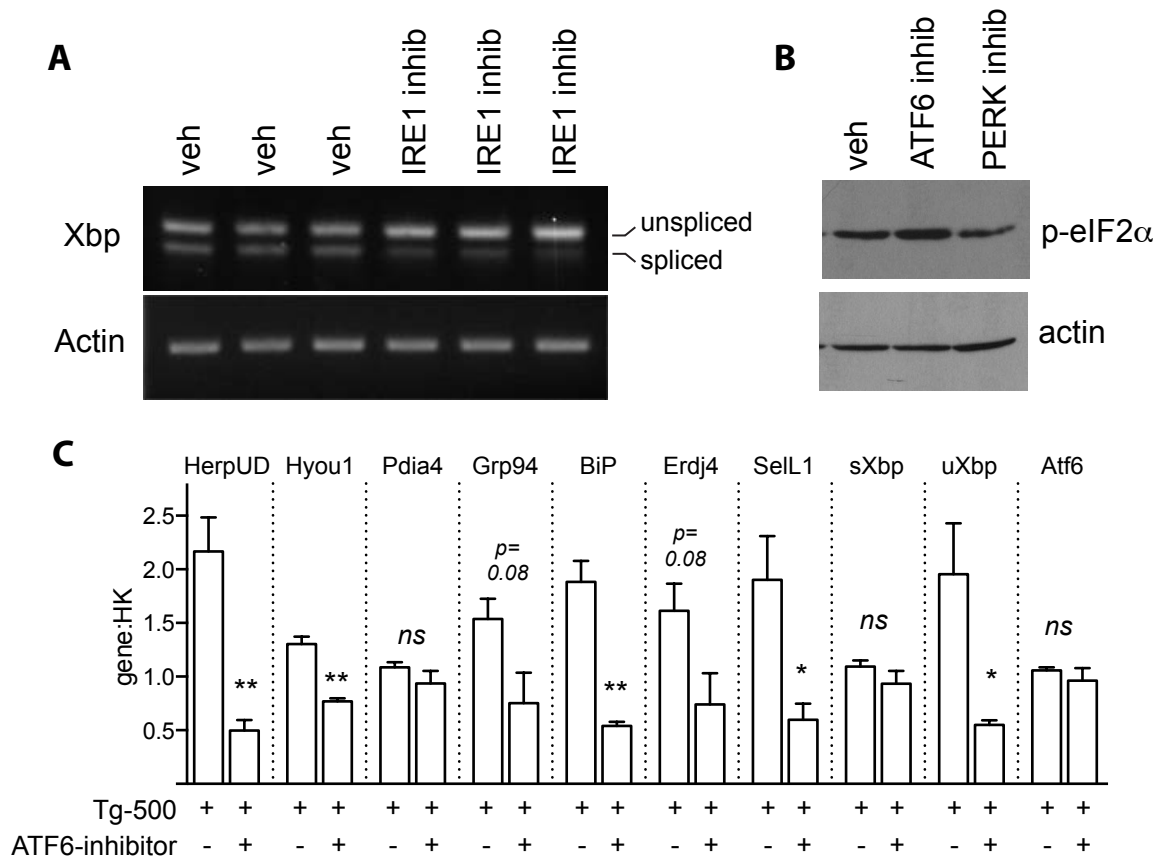 A
veh
veh
veh
IRE1 inhib
IRE1 inhib
IRE1 inhib
Xbp
unspliced
spliced
Actin
B
veh
ATF6 inhib
PERK inhib
p-eIF2α
actin
C
HerpUD Hyou1 Pdia4 Grp94 BiP Erdj4 SelL1 sXbp uXbp Atf6
gene:HK
2.5
2.0
1.5
1.0
0.5
** ** ns p= 0.08 ** p= 0.08 * ns * ns
Tg-500 + + + + + + + + + + + + + + + + + + + +
ATF6-inhibitor - + - + - + - + - + - + - + - + - + - +